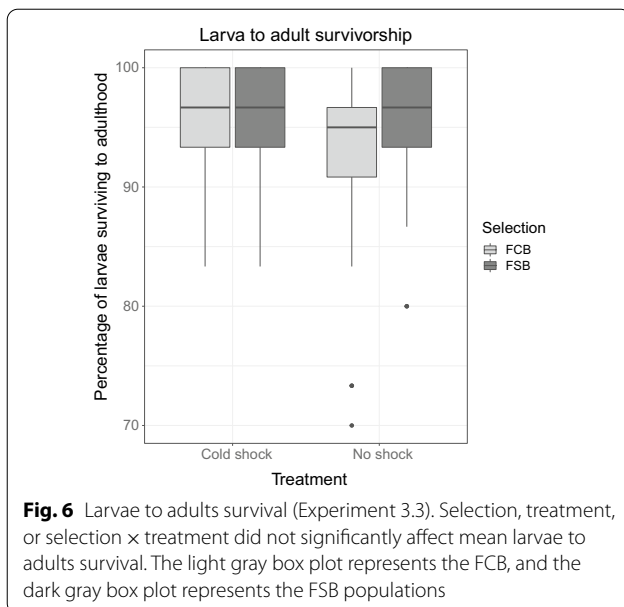 Larva to adult survivorship
Percentage of larvae surviving to adulthood
100
90
80
70
Cold shock
No shock
Treatment
Selection
FCB
FSB
Fig. 6 Larvae to adults survival (Experiment 3.3). Selection, treatment,
or selection × treatment did not significantly affect mean larvae to
adults survival. The light gray box plot represents the FCB, and the
dark gray box plot represents the FSB populations